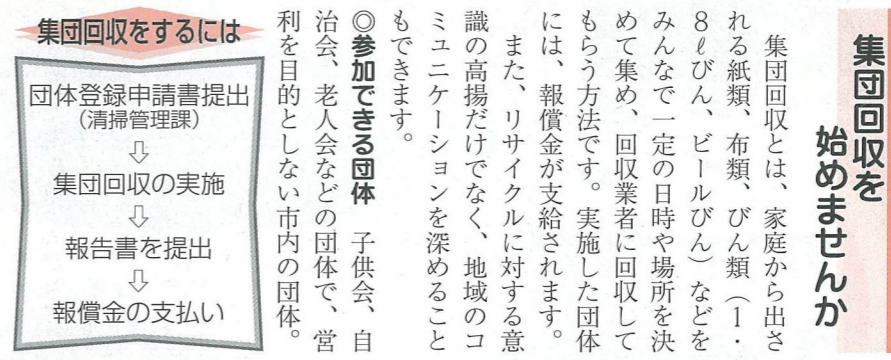 集団回収を
始めませんか
集団回収とは、家庭から出さ
れる紙類、布類、びん類（1・
8ℓびん、ビールびん）などを
みんなで一定の日時や場所を決
めて集め、回収業者に回収して
もらう方法です。実施した団体
には、報償金が支給されます。
また、リサイクルに対する意
識の高揚だけでなく、地域のコ
ミュニケーションを深めること
もできます。
◎参加できる団体　子供会、自
治会、老人会などの団体で、営
利を目的としない市内の団体。
集団回収をするには
団体登録申請書提出
（清掃管理課）
⇩
集団回収の実施
⇩
報告書を提出
⇩
報償金の支払い